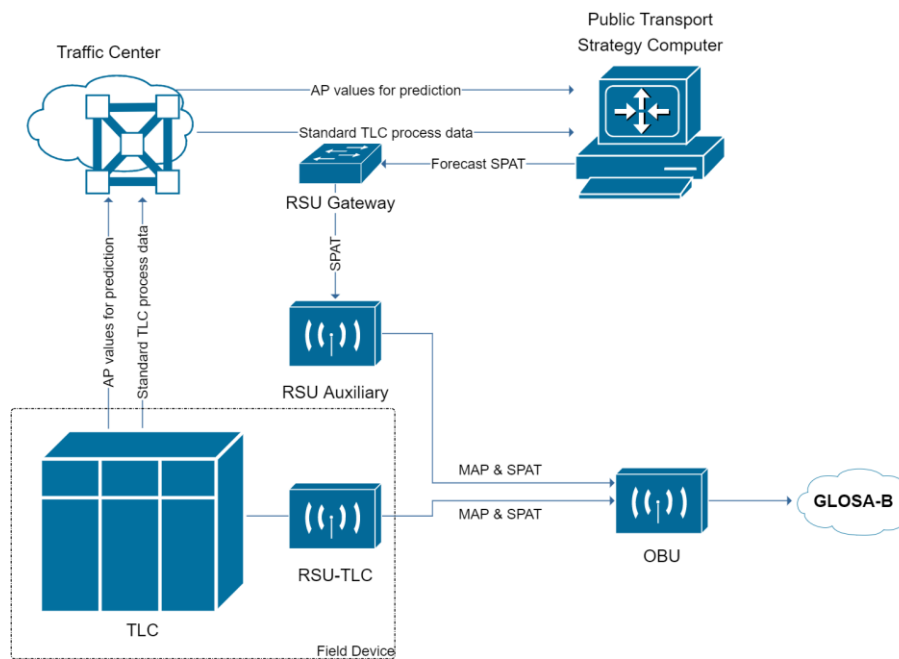 Public Transport
Strategy Computer
Traffic Center
AP values for prediction
Standard TLC process data
Forecast SPAT
RSU Gateway
SPAT
AP values for prediction
Standard TLC process data
RSU Auxiliary
MAP & SPAT
GLOSA-B
MAP & SPAT
OBU
RSU-TLC
TLC
Field Device